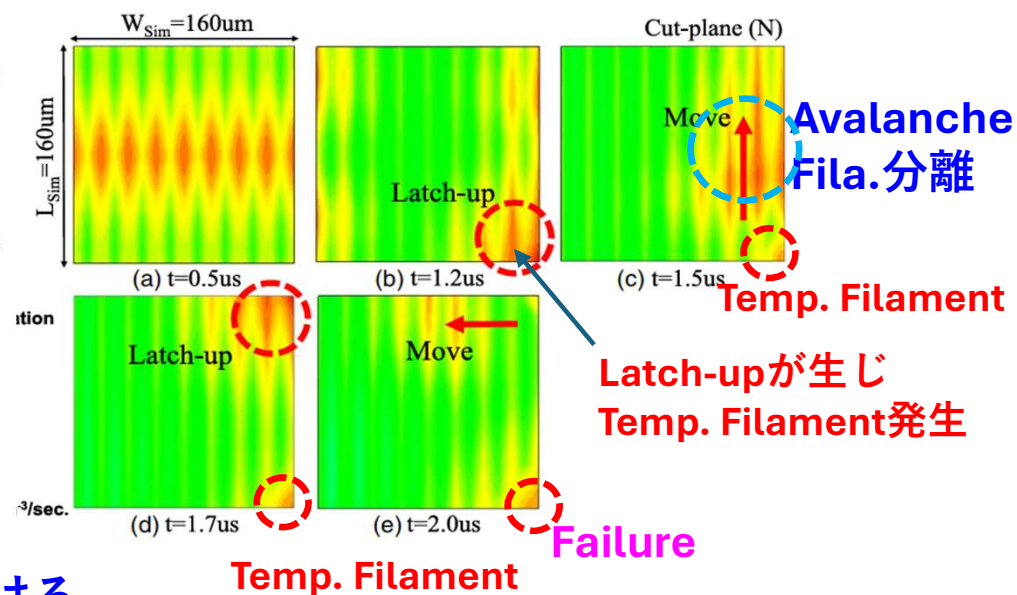 W_Sim=160um
Cut-plane (N)
L_Sim=160um
Move
Avalanche
Fila.分離
Latch-up
(a) t=0.5us
(b) t=1.2us
(c) t=1.5us
Temp. Filament
ation
Latch-up
Move
Latch-upが生じ
Temp. Filament発生
-3/sec.
(d) t=1.7us
(e) t=2.0us
Failure
Temp. Filament